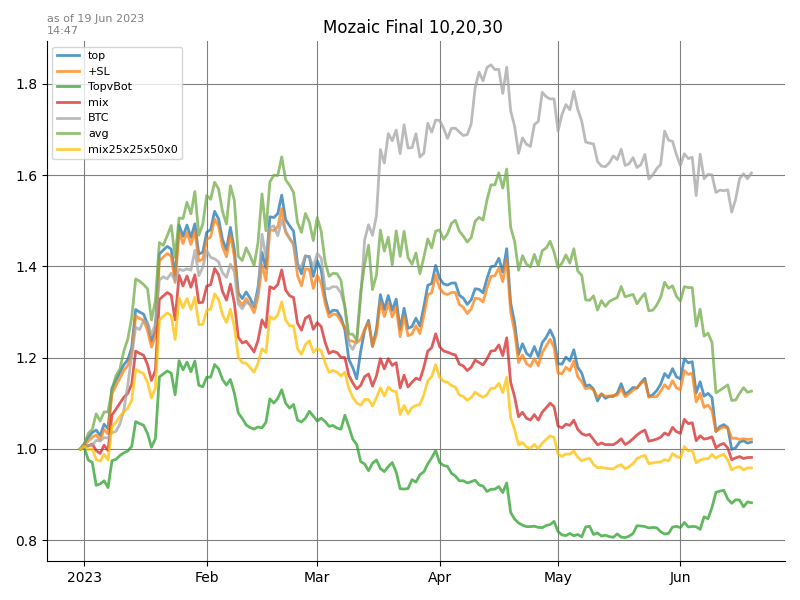 as of 19 Jun 2023
14:47
Mozaic Final 10,20,30
top
+SL
TopvBot
mix
BTC
avg
mix25x25x50x0
1.8
1.6
1.4
1.2
1.0
0.8
2023 Feb Mar Apr May Jun